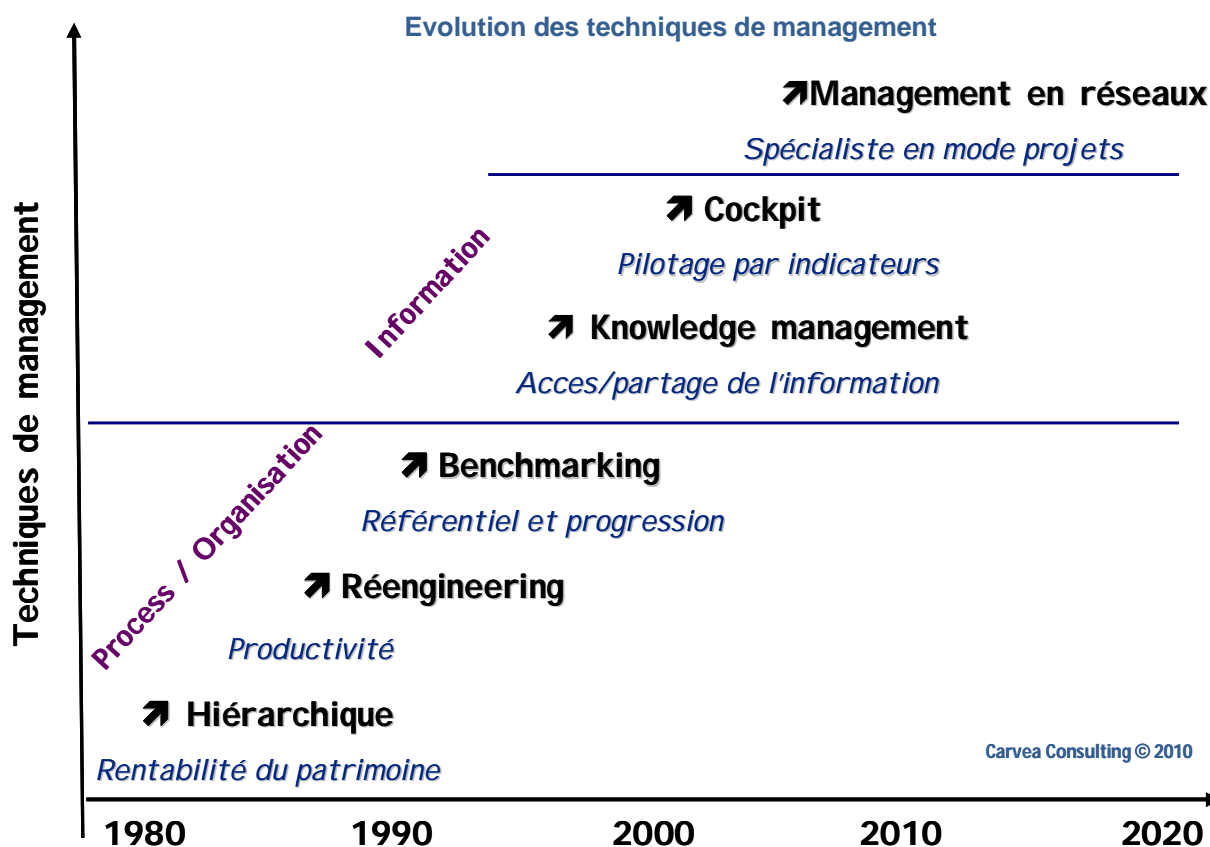 Evolution des techniques de management
Management en réseaux
Spécialiste en mode projets
Cockpit
Pilotage par indicateurs
Information
Knowledge management
Acces/partage de l'information
Techniques de management
Process / Organisation
Benchmarking
Référentiel et progression
Réengineering
Productivité
Hiérarchique
Rentabilité du patrimoine
Carvea Consulting © 2010
1980 1990 2000 2010 2020